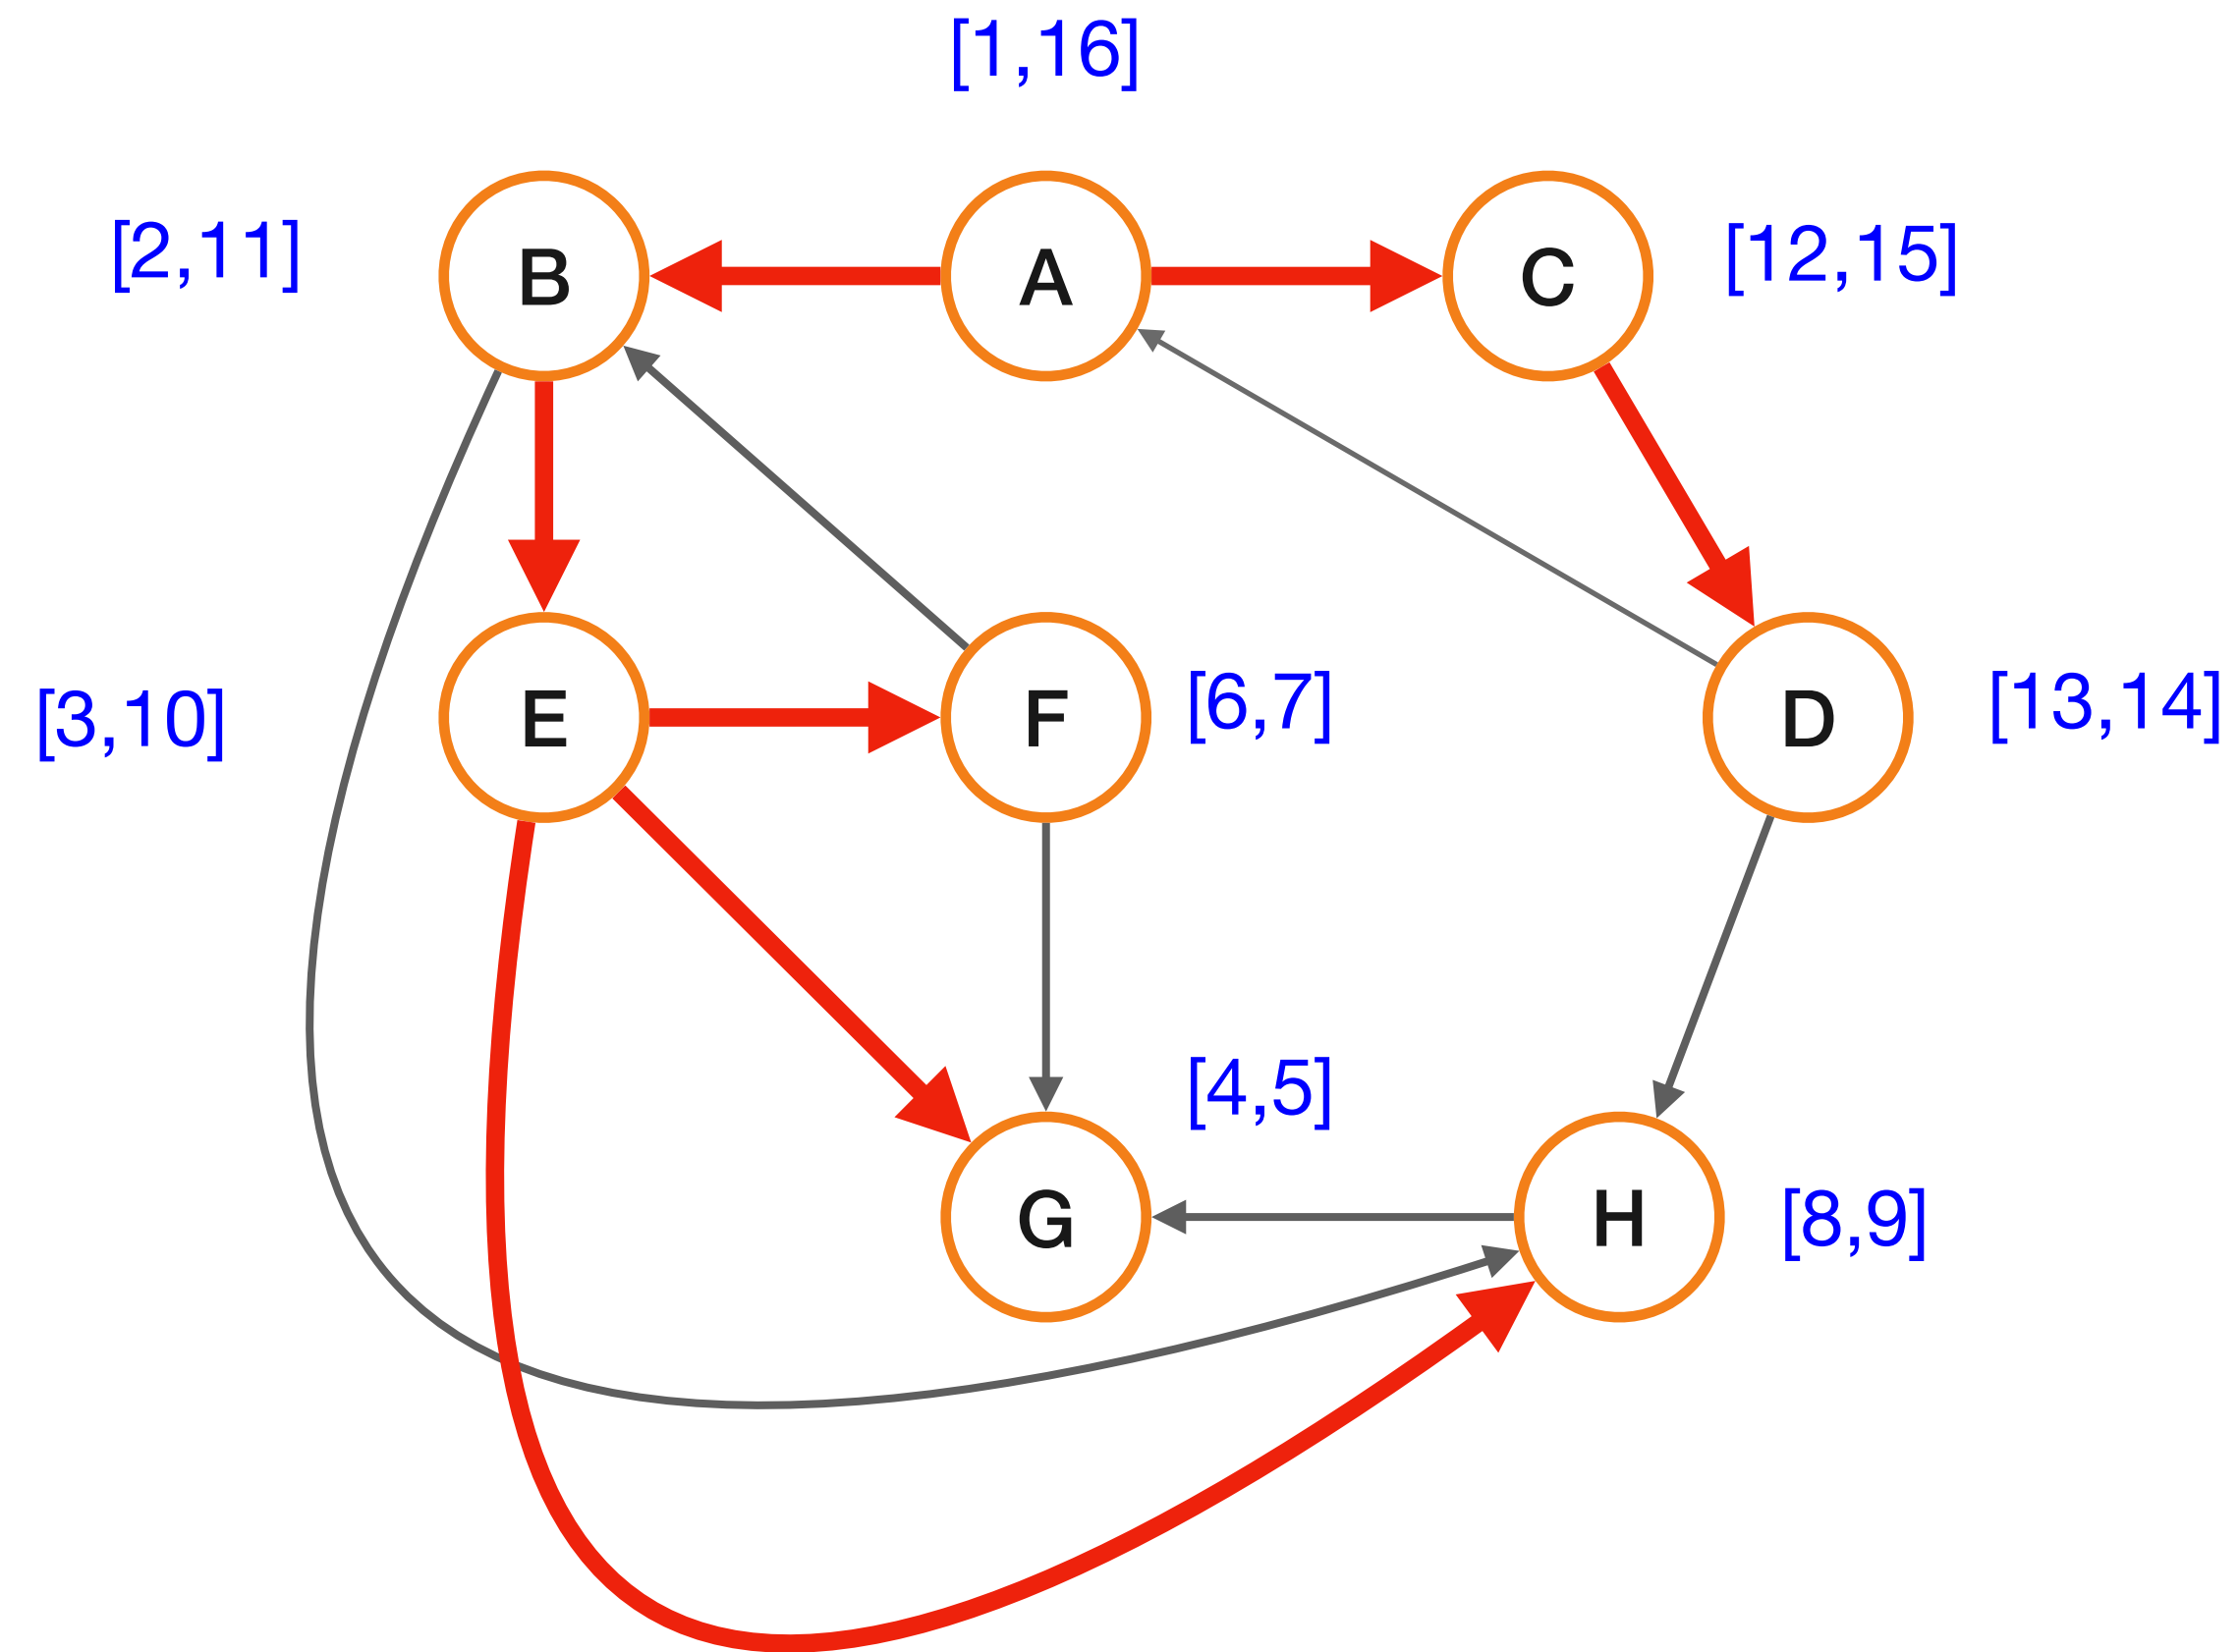 [1,16]
[2,11]
B
A
C
[12,15]
[3,10]
E
F
[6,7]
D
[13,14]
[4,5]
G
H
[8,9]